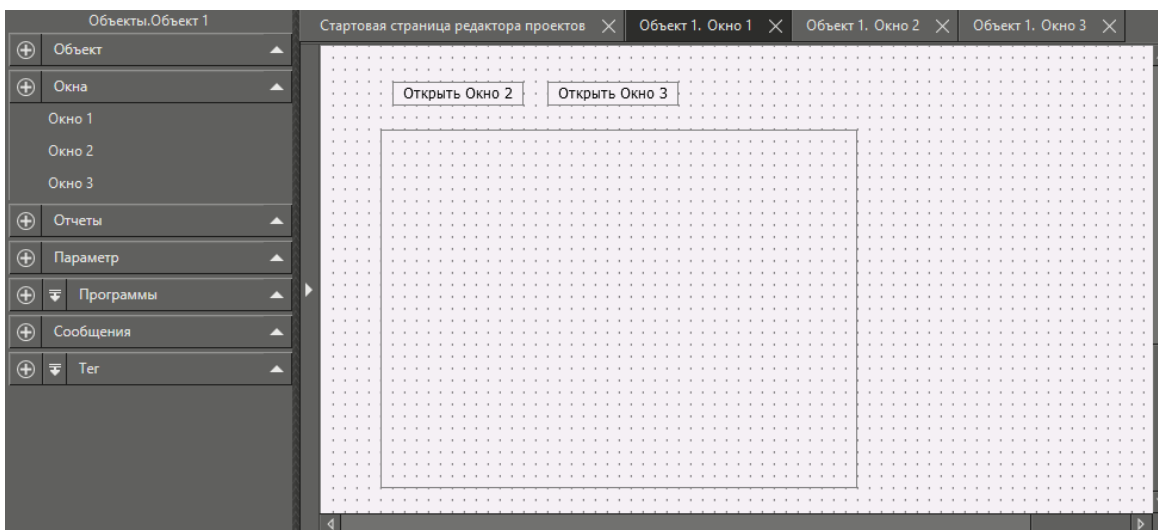 Объекты.Объект 1
Объект
Окна
Окно 1
Окно 2
Окно 3
Отчеты
Параметр
Программы
Сообщения
Тег
Стартовая страница редактора проектов
Объект 1. Окно 1
Объект 1. Окно 2
Объект 1. Окно 3
Открыть Окно 2
Открыть Окно 3